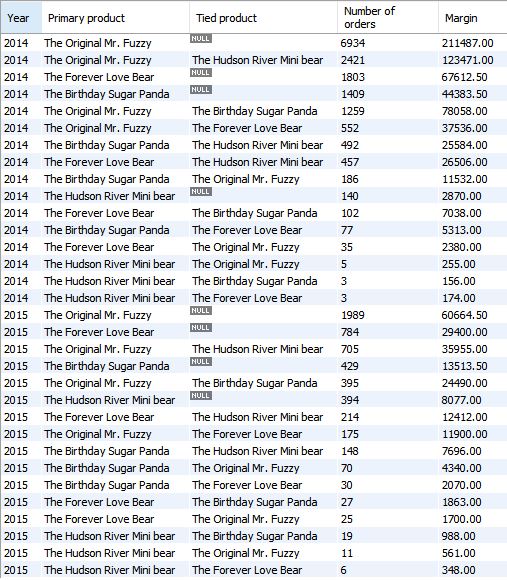 Year Primary product Tied product Number of orders Margin
2014 The Original Mr. Fuzzy NULL 6934 211487.00
2014 The Original Mr. Fuzzy The Hudson River Mini bear 2421 123471.00
2014 The Forever Love Bear NULL 1803 67612.50
2014 The Birthday Sugar Panda NULL 1409 44383.50
2014 The Original Mr. Fuzzy The Birthday Sugar Panda 1259 78058.00
2014 The Original Mr. Fuzzy The Forever Love Bear 552 37536.00
2014 The Birthday Sugar Panda The Hudson River Mini bear 492 25584.00
2014 The Forever Love Bear The Hudson River Mini bear 457 26506.00
2014 The Birthday Sugar Panda The Original Mr. Fuzzy 186 11532.00
2014 The Hudson River Mini bear NULL 140 2870.00
2014 The Forever Love Bear The Birthday Sugar Panda 102 7038.00
2014 The Birthday Sugar Panda The Forever Love Bear 77 5313.00
2014 The Forever Love Bear The Original Mr. Fuzzy 35 2380.00
2014 The Hudson River Mini bear The Original Mr. Fuzzy 5 255.00
2014 The Hudson River Mini bear The Birthday Sugar Panda 3 156.00
2014 The Hudson River Mini bear The Forever Love Bear 3 174.00
2015 The Original Mr. Fuzzy NULL 1989 60664.50
2015 The Forever Love Bear NULL 784 29400.00
2015 The Original Mr. Fuzzy The Hudson River Mini bear 705 35955.00
2015 The Birthday Sugar Panda NULL 429 13513.50
2015 The Original Mr. Fuzzy The Birthday Sugar Panda 395 24490.00
2015 The Hudson River Mini bear NULL 394 8077.00
2015 The Forever Love Bear The Hudson River Mini bear 214 12412.00
2015 The Original Mr. Fuzzy The Forever Love Bear 175 11900.00
2015 The Birthday Sugar Panda The Hudson River Mini bear 148 7696.00
2015 The Birthday Sugar Panda The Original Mr. Fuzzy 70 4340.00
2015 The Birthday Sugar Panda The Forever Love Bear 30 2070.00
2015 The Forever Love Bear The Birthday Sugar Panda 27 1863.00
2015 The Forever Love Bear The Original Mr. Fuzzy 25 1700.00
2015 The Hudson River Mini bear The Birthday Sugar Panda 19 988.00
2015 The Hudson River Mini bear The Original Mr. Fuzzy 11 561.00
2015 The Hudson River Mini bear The Forever Love Bear 6 348.00